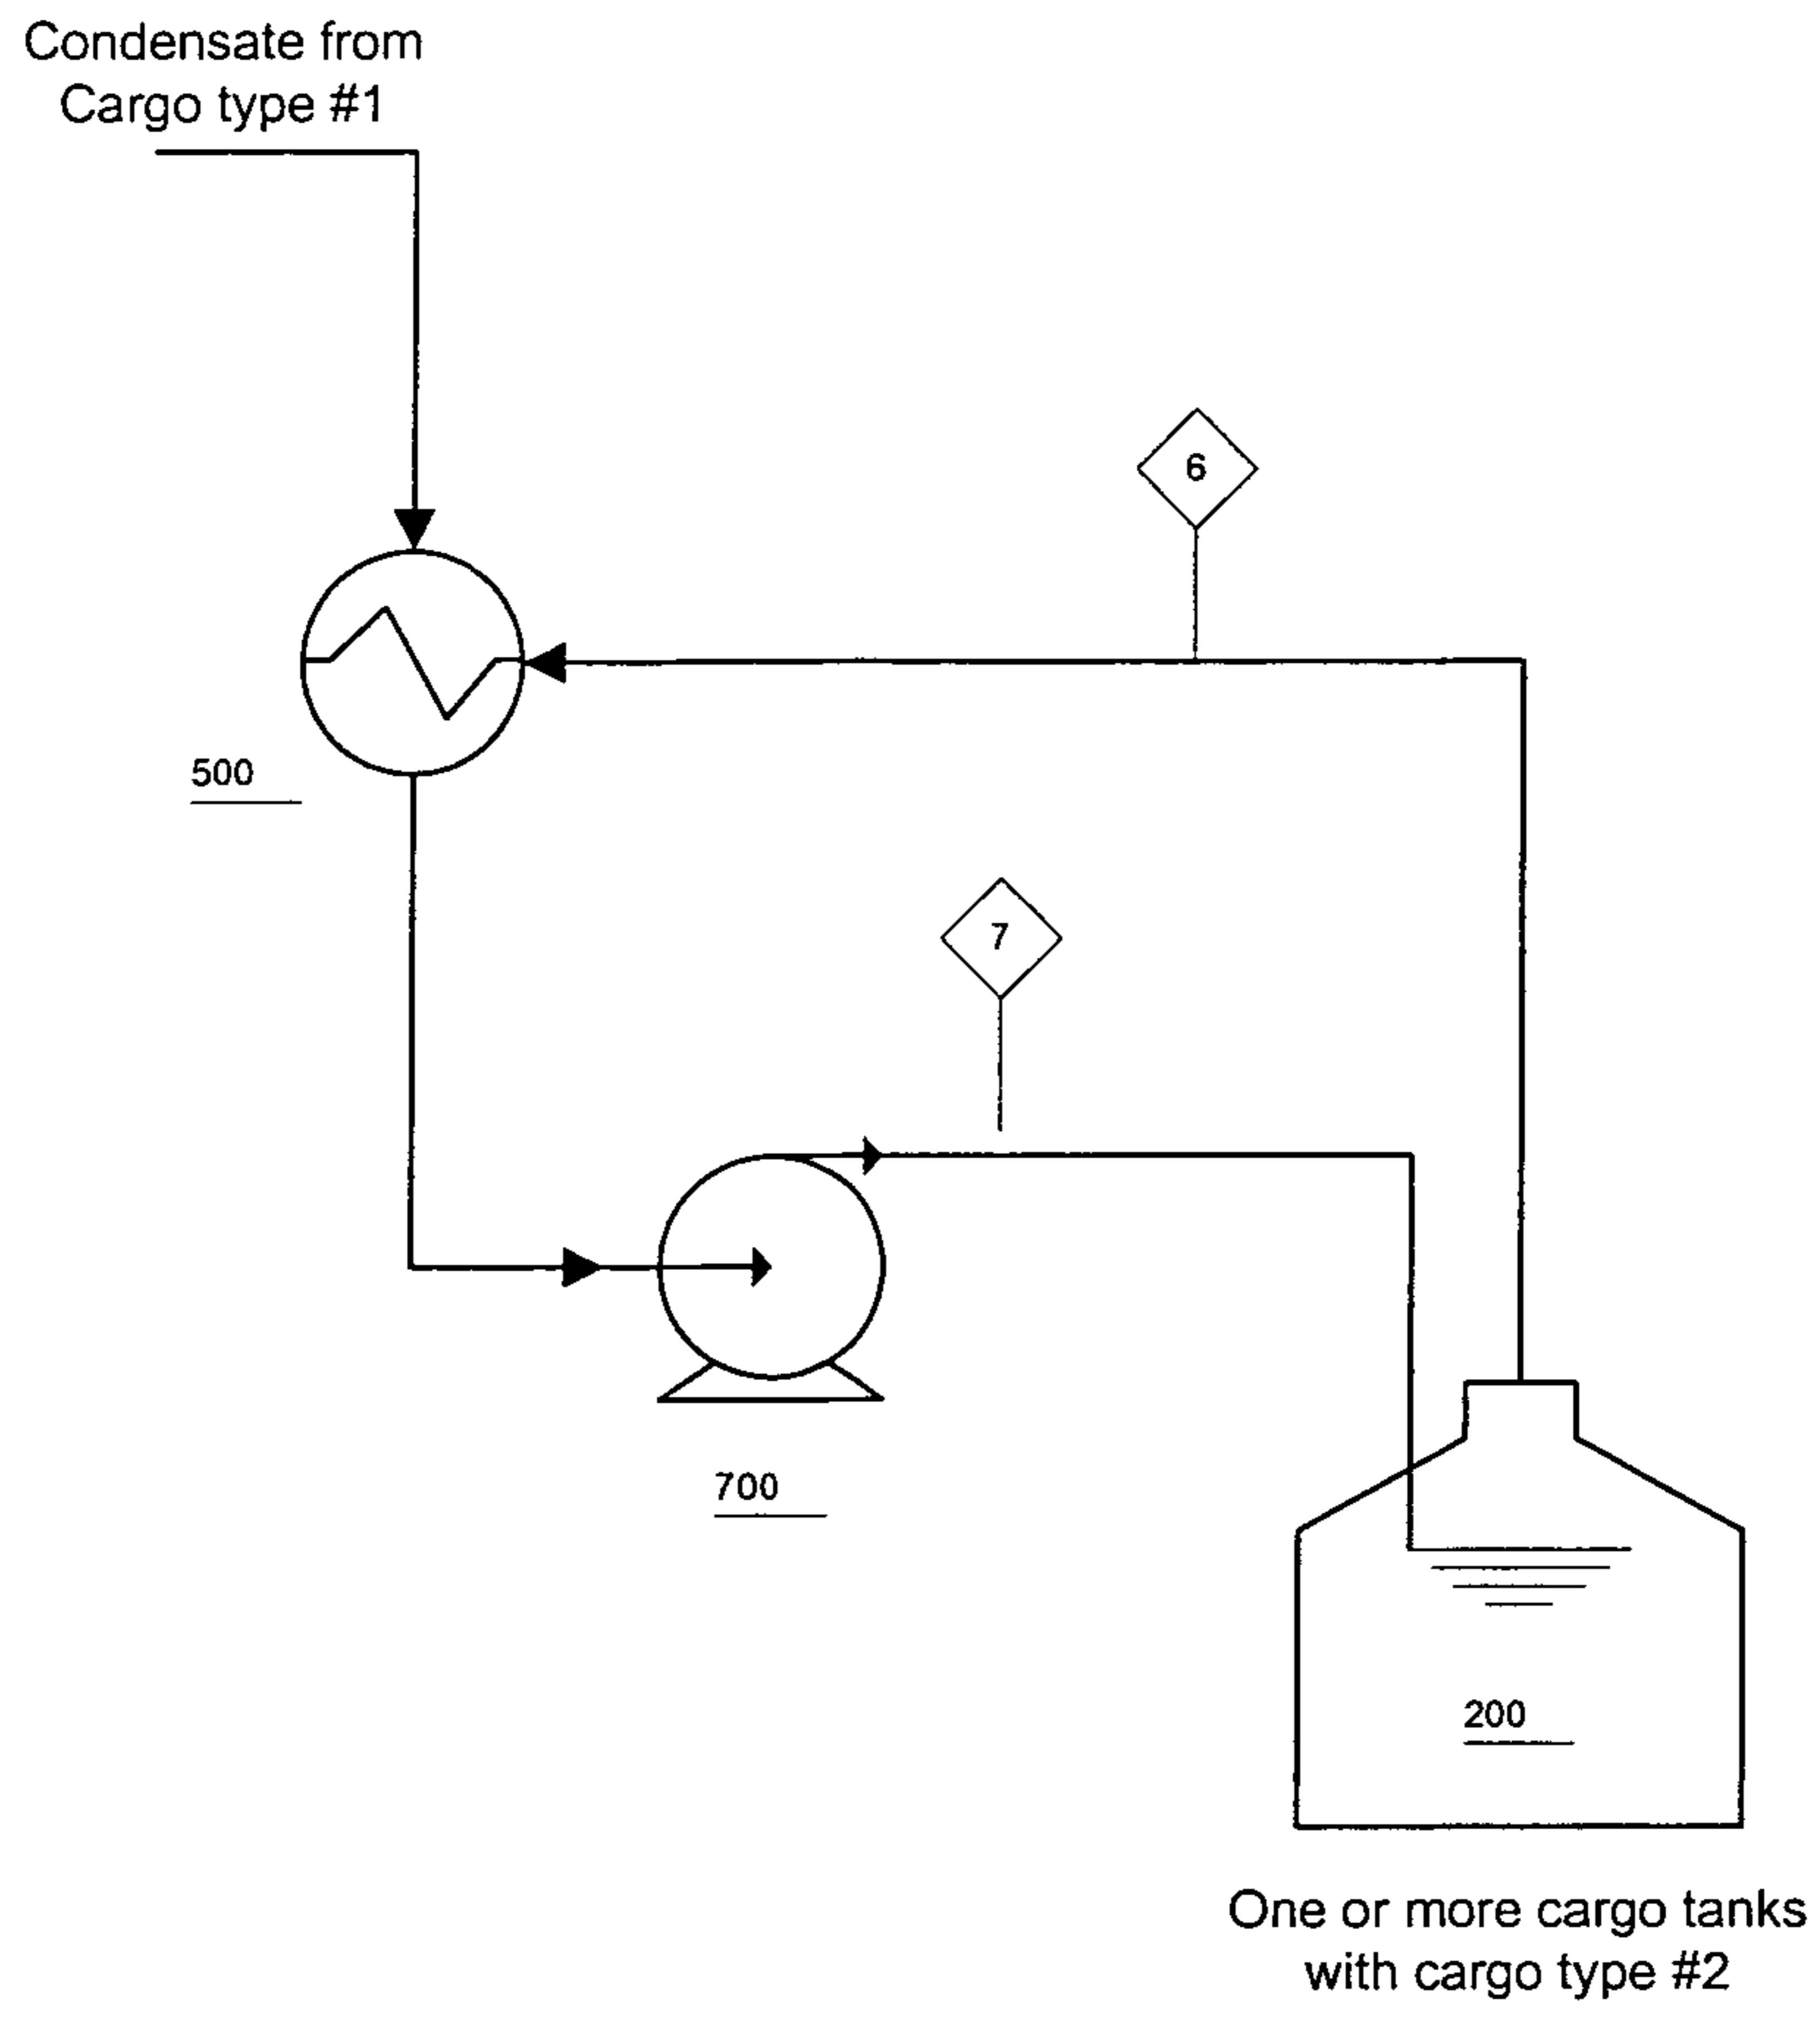 Condensate from
Cargo type #1
6
500
7
700
200
One or more cargo tanks
with cargo type #2